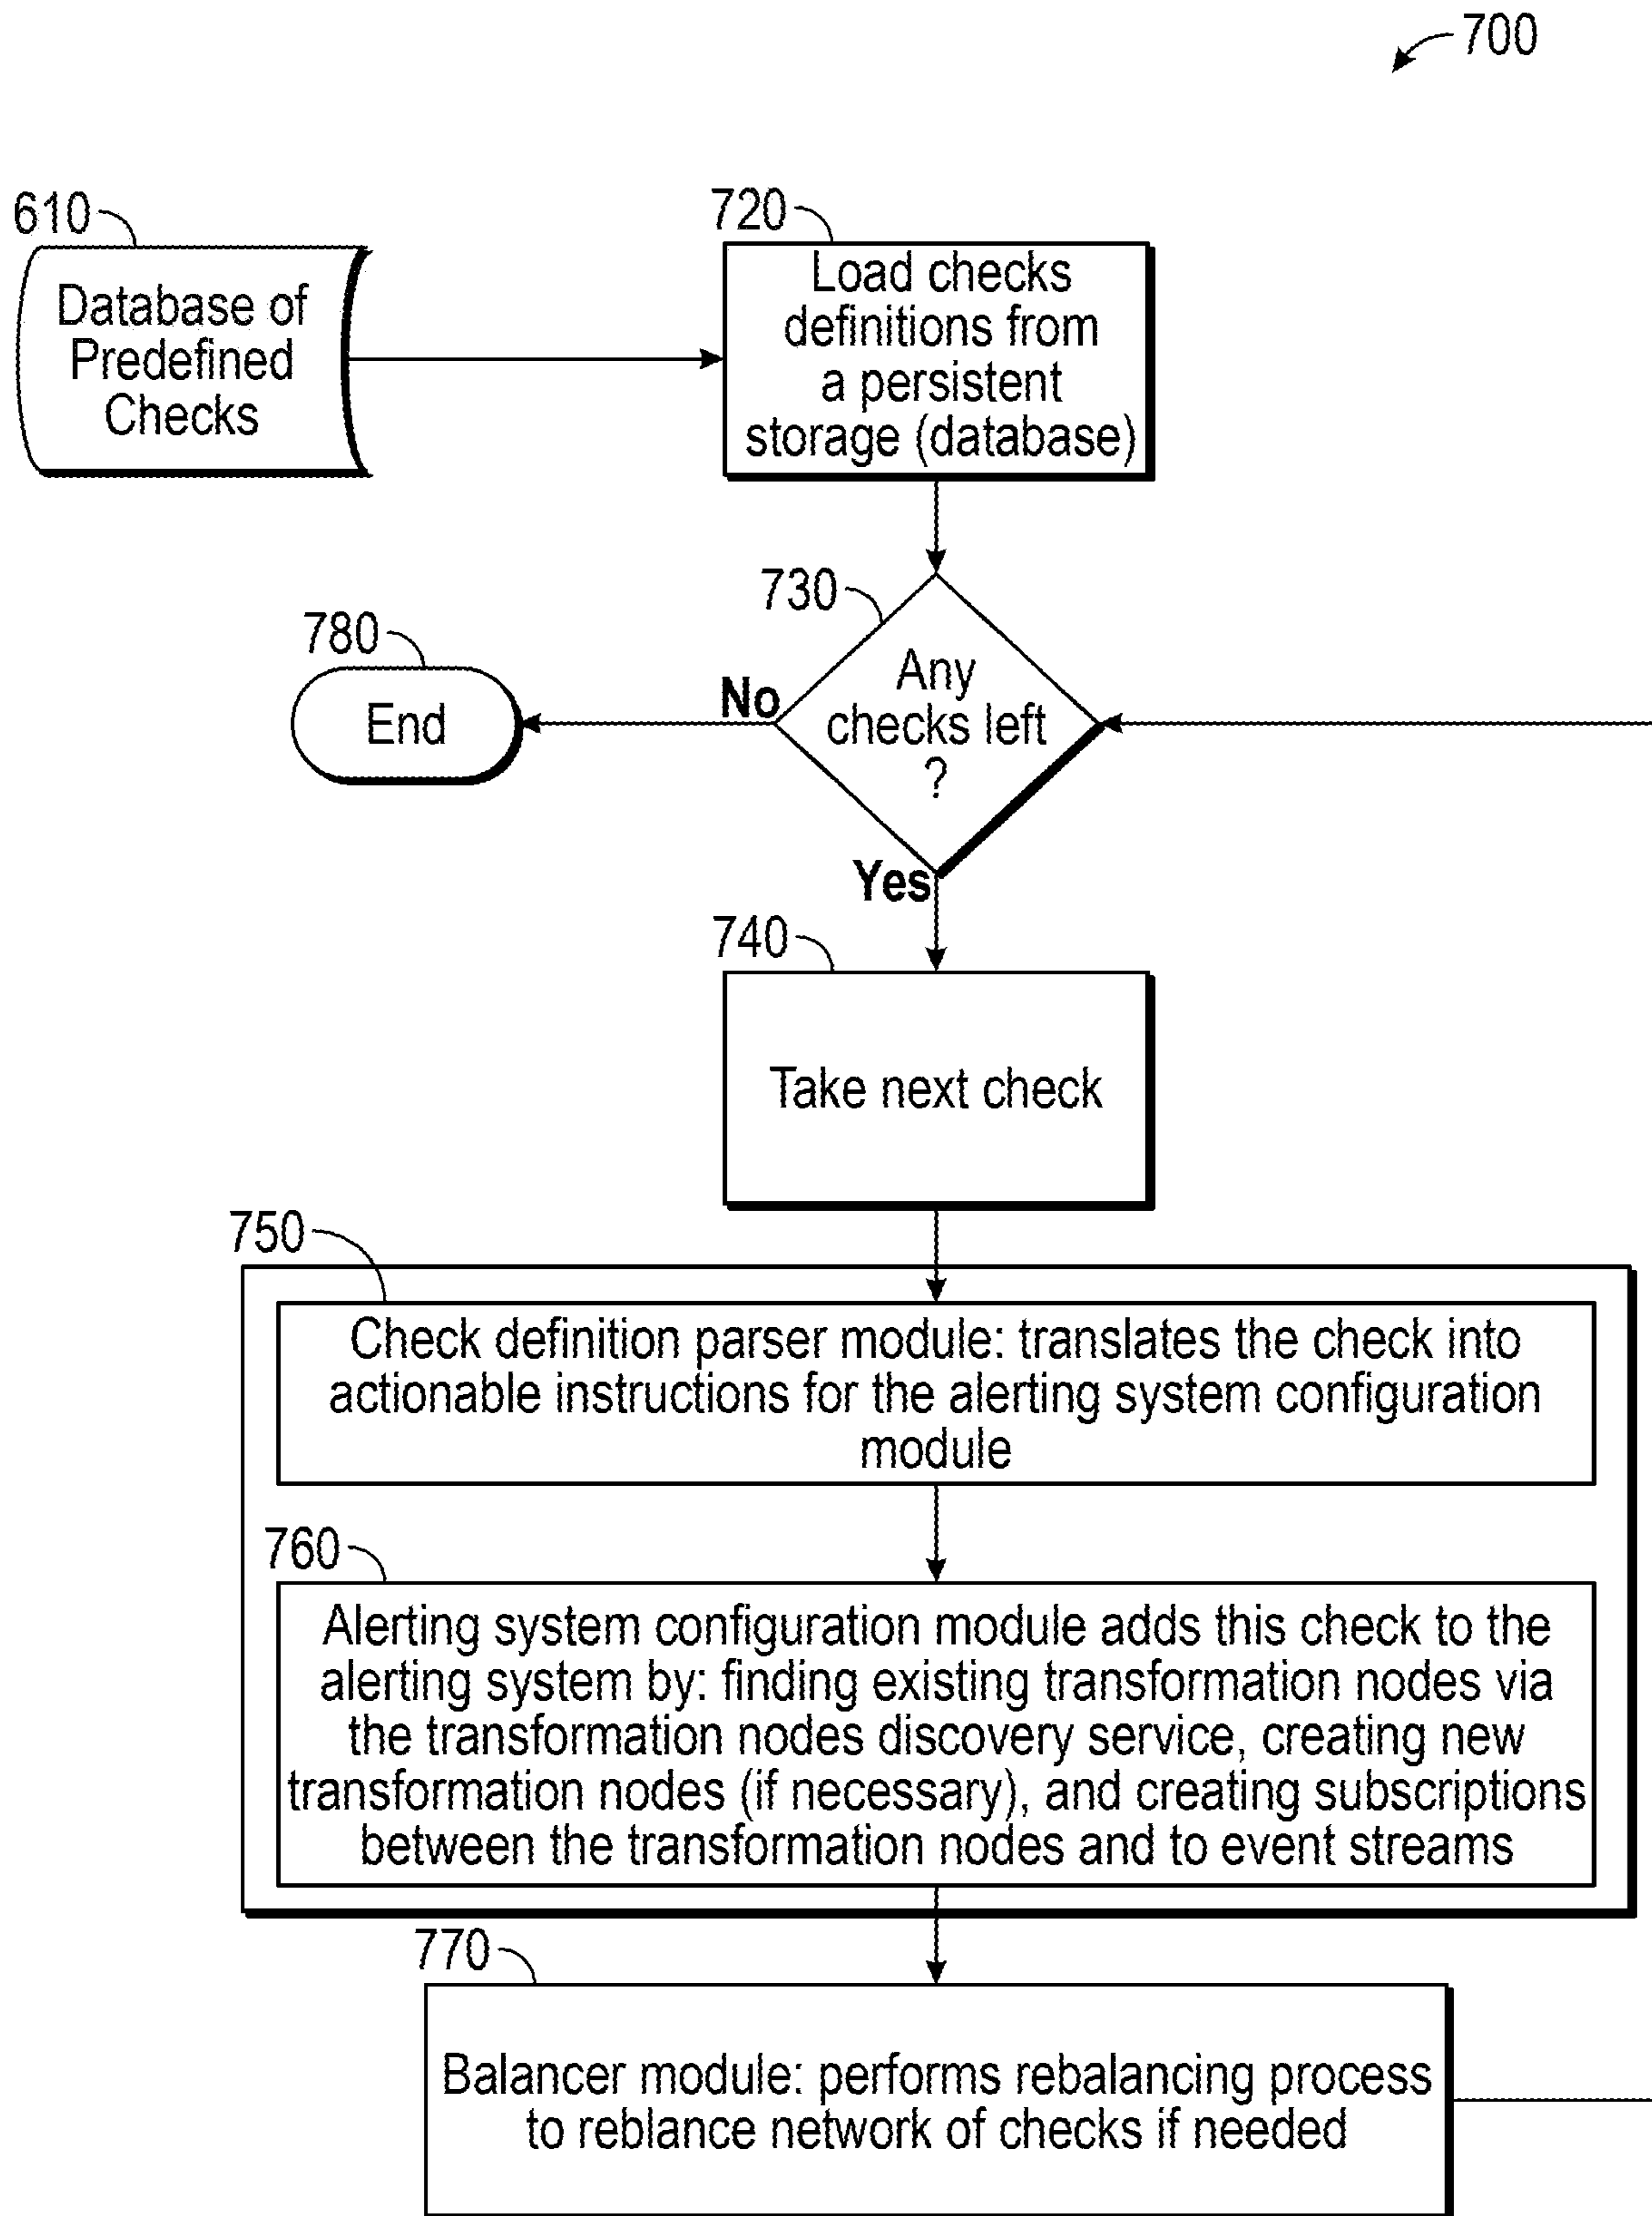 700
610
Database of
Predefined
Checks
720
Load checks
definitions from
a persistent
storage (database)
730
Any
checks left
?
No
780
End
Yes
740
Take next check
750
Check definition parser module: translates the check into
actionable instructions for the alerting system configuration
module
760
Alerting system configuration module adds this check to the
alerting system by: finding existing transformation nodes via
the transformation nodes discovery service, creating new
transformation nodes (if necessary), and creating subscriptions
between the transformation nodes and to event streams
770
Balancer module: performs rebalancing process
to reblance network of checks if needed